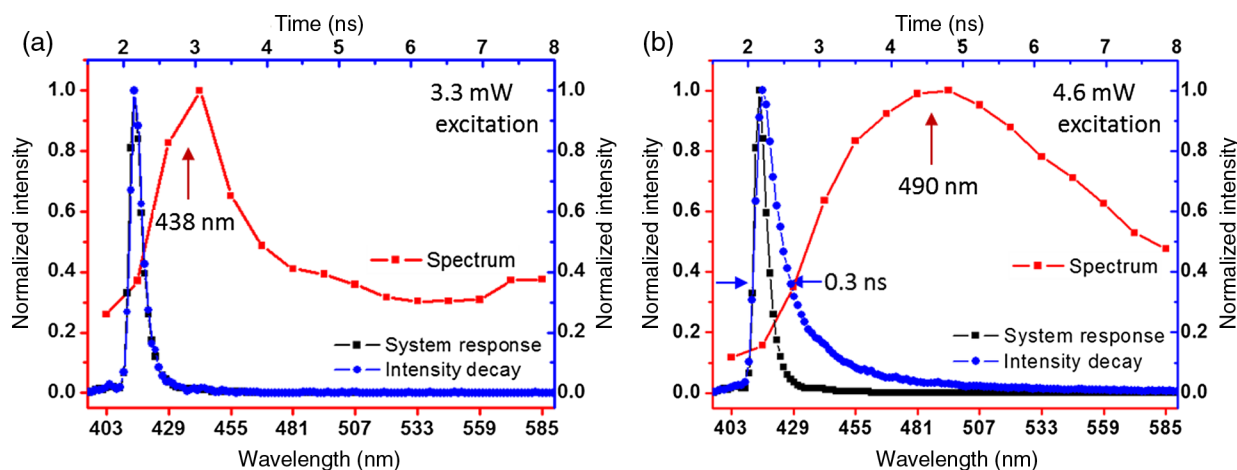 (a)
Time (ns)
2 3 4 5 6 7 8
Normalized intensity
1.0
0.8
0.6
0.4
0.2
0.0
3.3 mW
excitation
438 nm
Spectrum
System response
Intensity decay
1.0
0.8
0.6
0.4
0.2
0.0
Normalized intensity
403 429 455 481 507 533 559 585
Wavelength (nm)
(b)
Time (ns)
2 3 4 5 6 7 8
Normalized intensity
1.0
0.8
0.6
0.4
0.2
0.0
4.6 mW
excitation
490 nm
Spectrum
0.3 ns
System response
Intensity decay
1.0
0.8
0.6
0.4
0.2
0.0
Normalized intensity
403 429 455 481 507 533 559 585
Wavelength (nm)